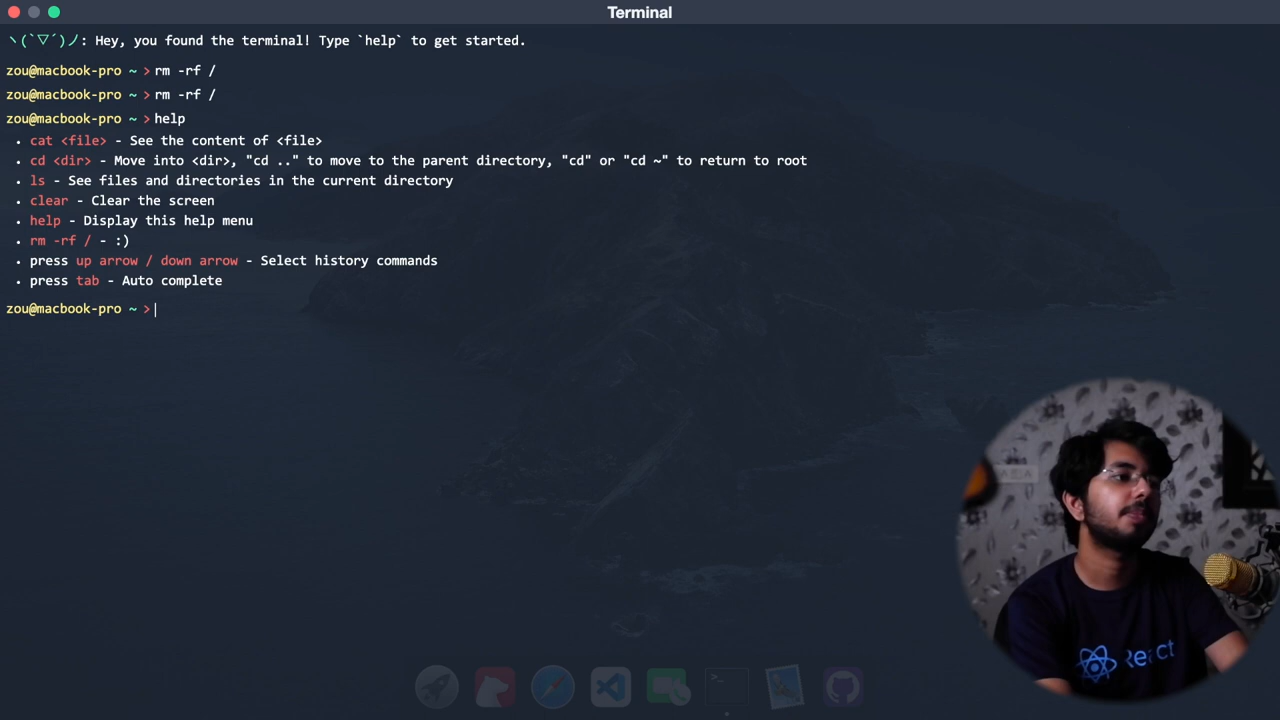 Terminal
ヽ(`▽´)ノ: Hey, you found the terminal! Type `help` to get started.
zou@macbook-pro ~ > rm -rf /
zou@macbook-pro ~ > rm -rf /
zou@macbook-pro ~ > help
• cat <file> - See the content of <file>
• cd <dir> - Move into <dir>, "cd .." to move to the parent directory, "cd" or "cd ~" to return to root
• ls - See files and directories in the current directory
• clear - Clear the screen
• help - Display this help menu
• rm -rf / - :)
• press up arrow / down arrow - Select history commands
• press tab - Auto complete
zou@macbook-pro ~ >
React